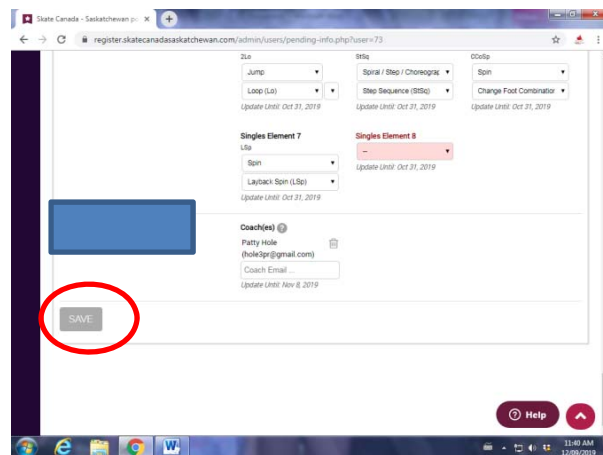 Skate Canada - Saskatchewan po
register.skatecanadasaskatchewan.com/admin/users/pending-info.php?user=73
2Lo StSq CCoSp
Jump Spiral / Step / Choreograp Spin
Loop (Lo) Step Sequence (StSq) Change Foot Combination
Update Until: Oct 31, 2019 Update Until: Oct 31, 2019 Update Until: Oct 31, 2019
Singles Element 7 Singles Element 8
LSp
Spin --
Update Until: Oct 31, 2019
Layback Spin (LSp)
Update Until: Oct 31, 2019
Coach(es) ?
Patty Hole
(hole3pr@gmail.com)
Coach Email ...
Update Until: Nov 8, 2019
SAVE
? Help
11:40 AM
12/09/2019